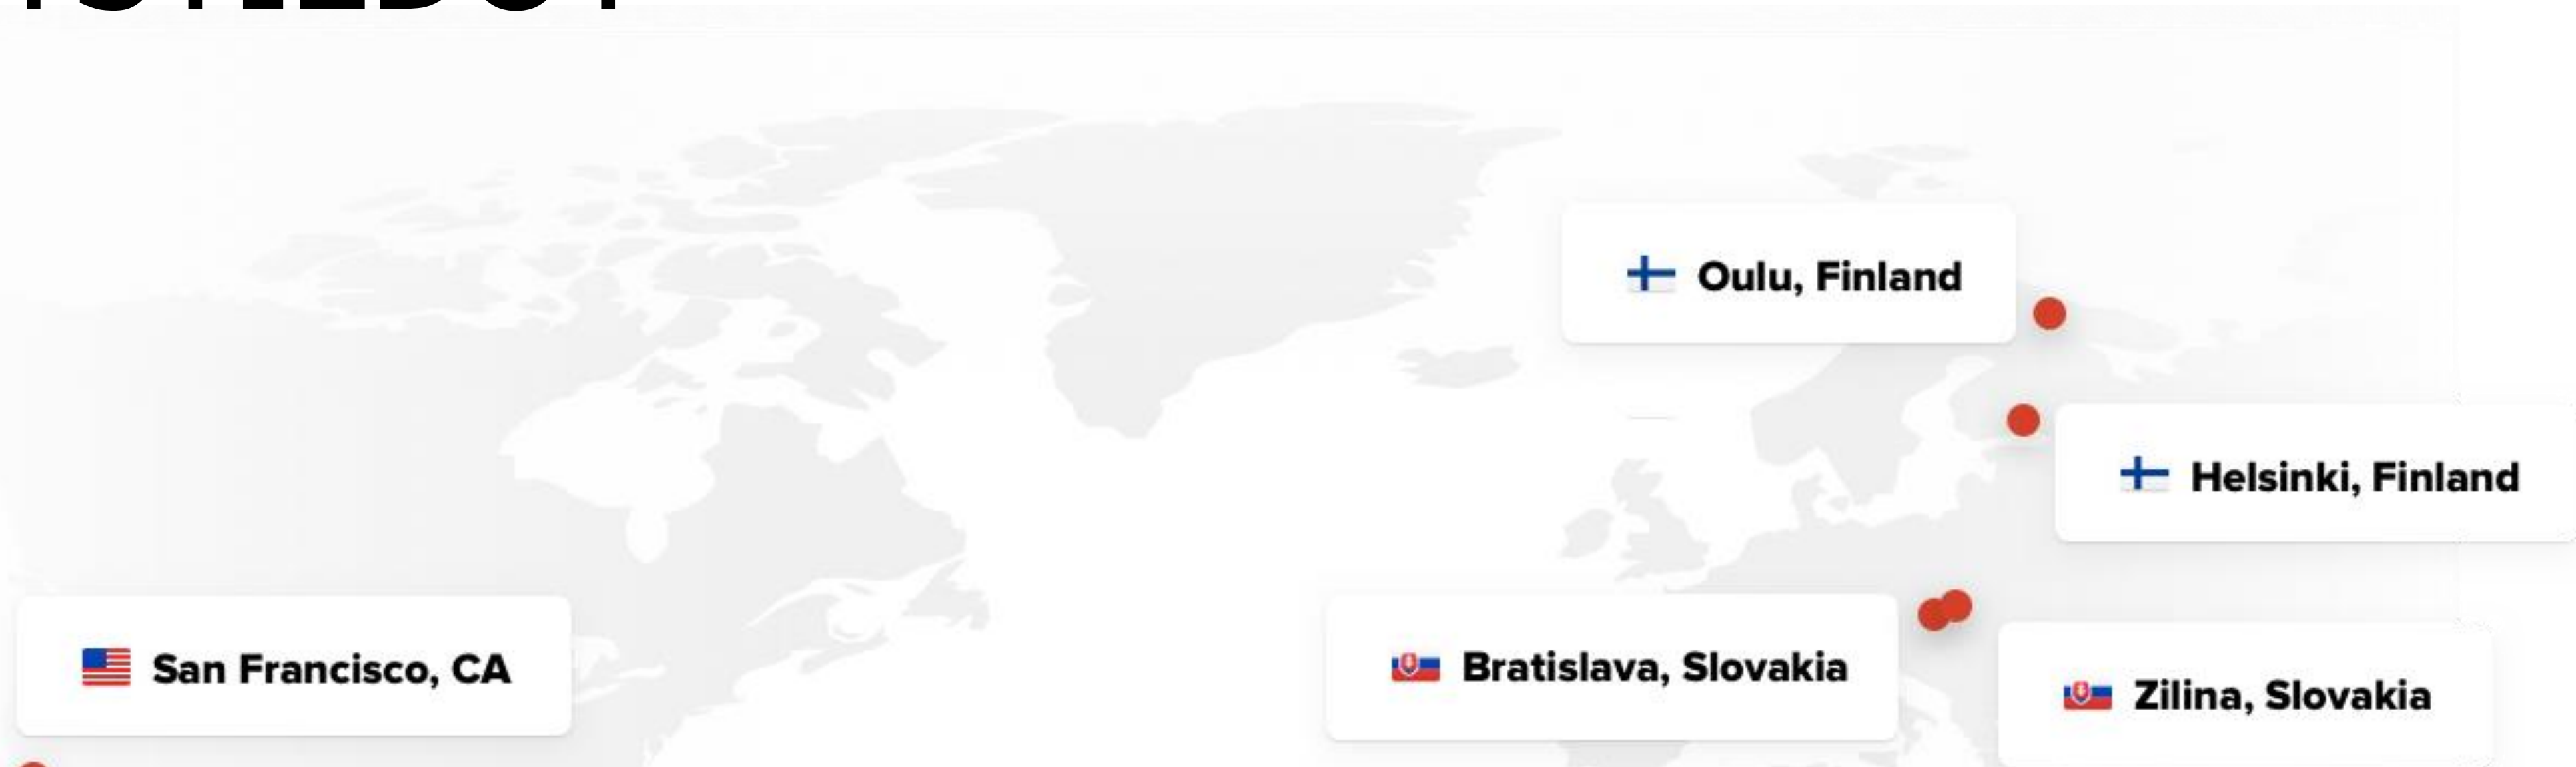 Oulu, Finland
Helsinki, Finland
San Francisco, CA
Bratislava, Slovakia
Zilina, Slovakia